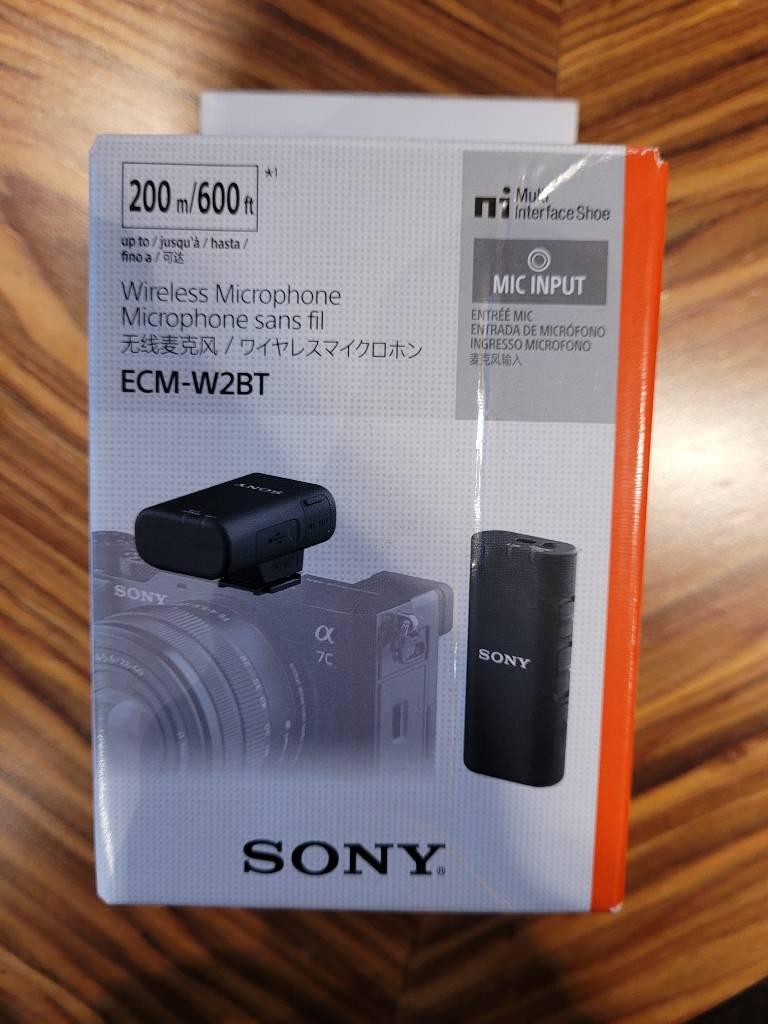 200 m/600 ft *1
up to / jusqu'à / hasta /
fino a / 可达
Wireless Microphone
Microphone sans fil
无线麦克风 / ワイヤレスマイクロホン
ECM-W2BT
Multi
Interface Shoe
MIC INPUT
ENTRÉE MIC
ENTRADA DE MICRÓFONO
INGRESSO MICROFONO
麦克风输入
SONY
SONY
α
7C
SONY
SONY